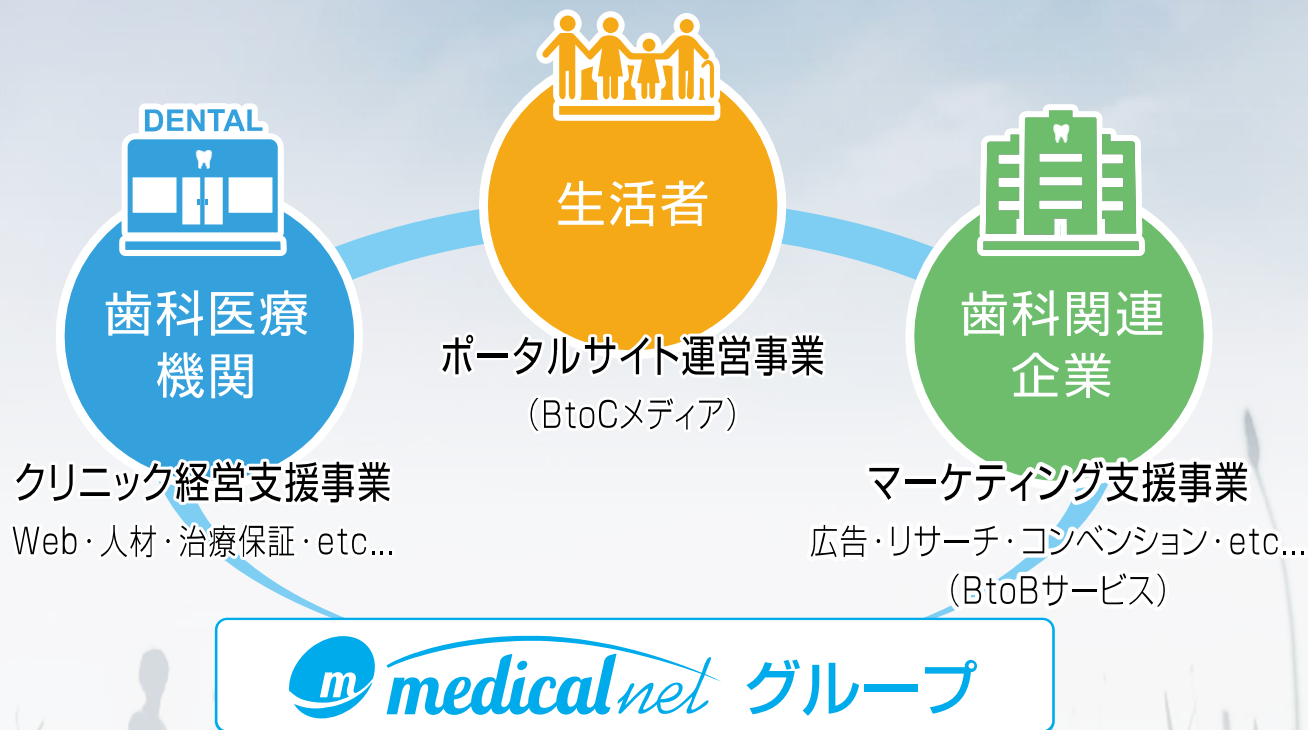 DENTAL
歯科医療
機関
クリニック経営支援事業
Web・人材・治療保証・etc...
生活者
ポータルサイト運営事業
（BtoCメディア）
歯科関連
企業
マーケティング支援事業
広告・リサーチ・コンベンション・etc...
（BtoBサービス）
m medicalnet グループ